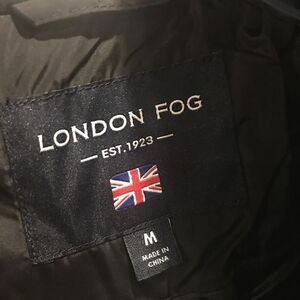 LONDON FOG
— EST.1923 —
M
MADE IN
CHINA